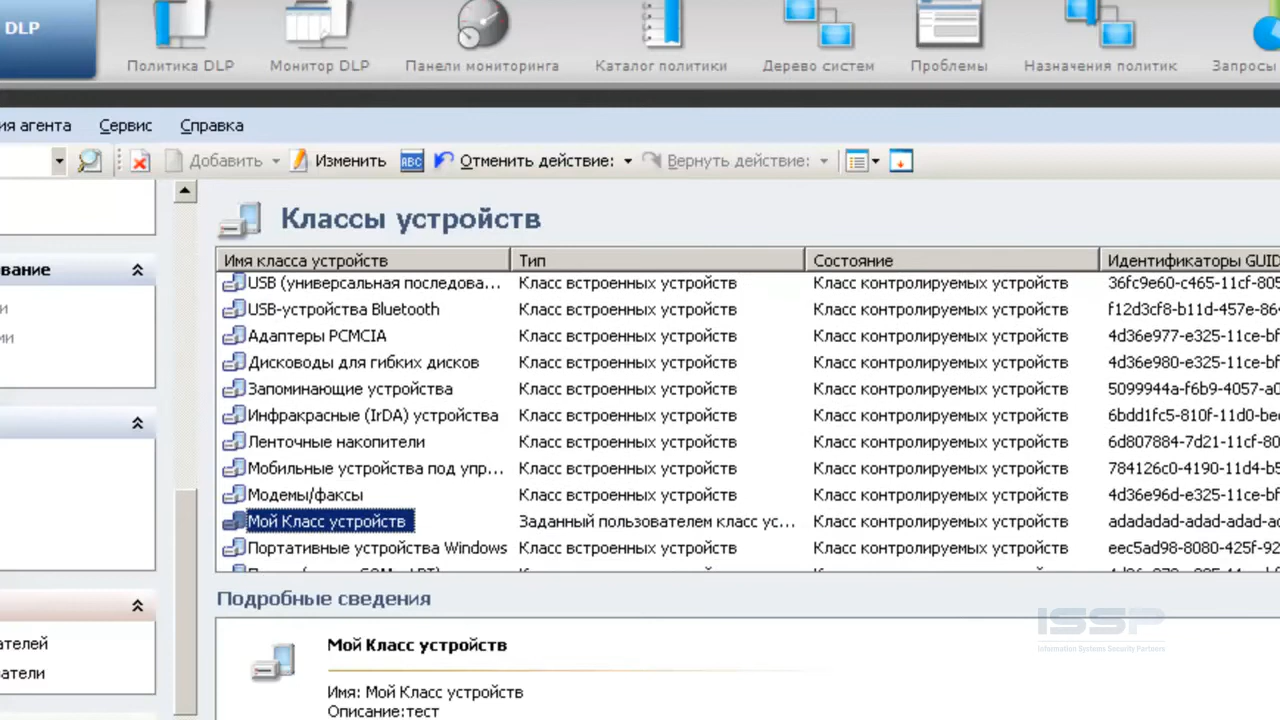 DLP
Политика DLP Монитор DLP Панели мониторинга Каталог политики Дерево систем Проблемы Назначения политик Запросы
ия агента Сервис Справка
Добавить Изменить ABC Отменить действие: Вернуть действие:
Классы устройств
Имя класса устройств Тип Состояние Идентификаторы GUID
USB (универсальная последова... Класс встроенных устройств Класс контролируемых устройств 36fc9e60-c465-11cf-805
USB-устройства Bluetooth Класс встроенных устройств Класс контролируемых устройств f12d3cf8-b11d-457e-864
Адаптеры PCMCIA Класс встроенных устройств Класс контролируемых устройств 4d36e977-e325-11ce-bf
вание Дисководы для гибких дисков Класс встроенных устройств Класс контролируемых устройств 4d36e980-e325-11ce-bf
и Запоминающие устройства Класс встроенных устройств Класс контролируемых устройств 5099944a-f6b9-4057-a0
ми Инфракрасные (IrDA) устройства Класс встроенных устройств Класс контролируемых устройств 6bdd1fc5-810f-11d0-bec
Ленточные накопители Класс встроенных устройств Класс контролируемых устройств 6d807884-7d21-11cf-80
Мобильные устройства под упр... Класс встроенных устройств Класс контролируемых устройств 784126c0-4190-11d4-b5
Модемы/факсы Класс встроенных устройств Класс контролируемых устройств 4d36e96d-e325-11ce-bf
Мой Класс устройств Заданный пользователем класс ус... Класс контролируемых устройств adadadad-adad-adad-ad
Портативные устройства Windows Класс встроенных устройств Класс контролируемых устройств eec5ad98-8080-425f-92
Подробные сведения
ISSP
Information Systems Security Partners
Мой Класс устройств
ателей
атели
Имя: Мой Класс устройств
Описание:тест